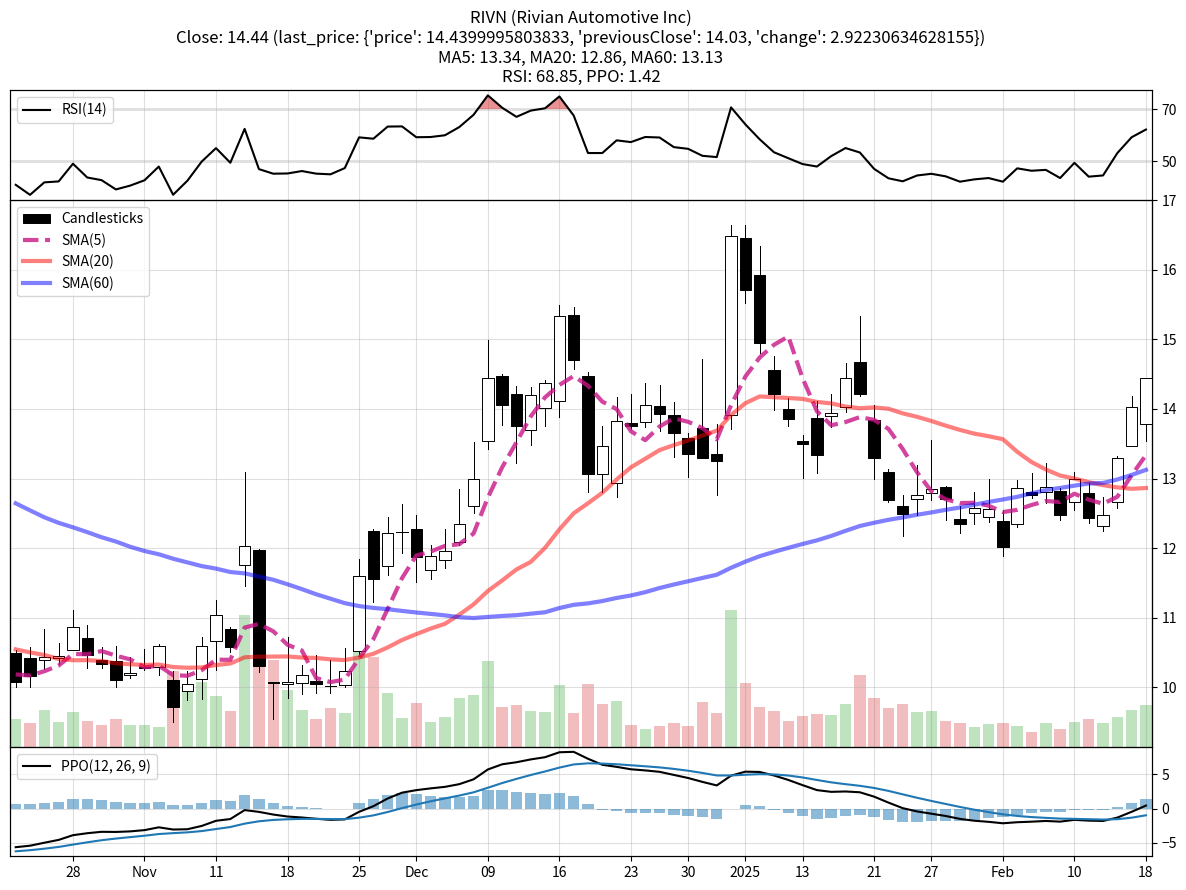 RIVN (Rivian Automotive Inc)
Close: 14.44 (last_price: {'price': 14.4399995803833, 'previousClose': 14.03, 'change': 2.92230634628155})
MA5: 13.34, MA20: 12.86, MA60: 13.13
RSI: 68.85, PPO: 1.42
RSI(14)
70
50
Candlesticks
SMA(5)
SMA(20)
SMA(60)
17
16
15
14
13
12
11
10
PPO(12, 26, 9)
5
0
−5
28 Nov 11 18 25 Dec 09 16 23 30 2025 13 21 27 Feb 10 18